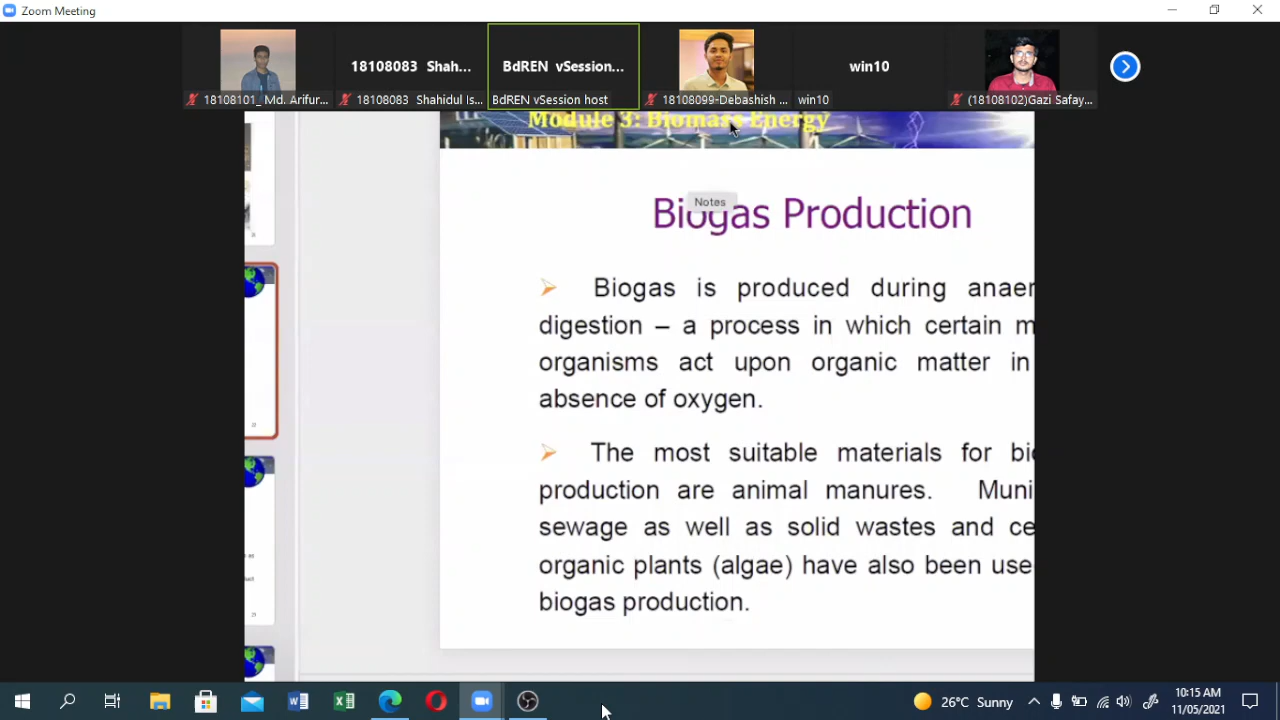 Zoom Meeting
18108083 Shah... BdREN vSession... win10
18108101_ Md. Arifur... 18108083 Shahidul Is... BdREN vSession host 18108099-Debashish ... win10 (18108102)Gazi Safay...
Module 3: Biomass Energy
Notes
Biogas Production
Biogas is produced during anaer
digestion – a process in which certain m
organisms act upon organic matter in
absence of oxygen.
The most suitable materials for bi
production are animal manures. Muni
sewage as well as solid wastes and ce
organic plants (algae) have also been use
biogas production.
26°C Sunny
10:15 AM
11/05/2021